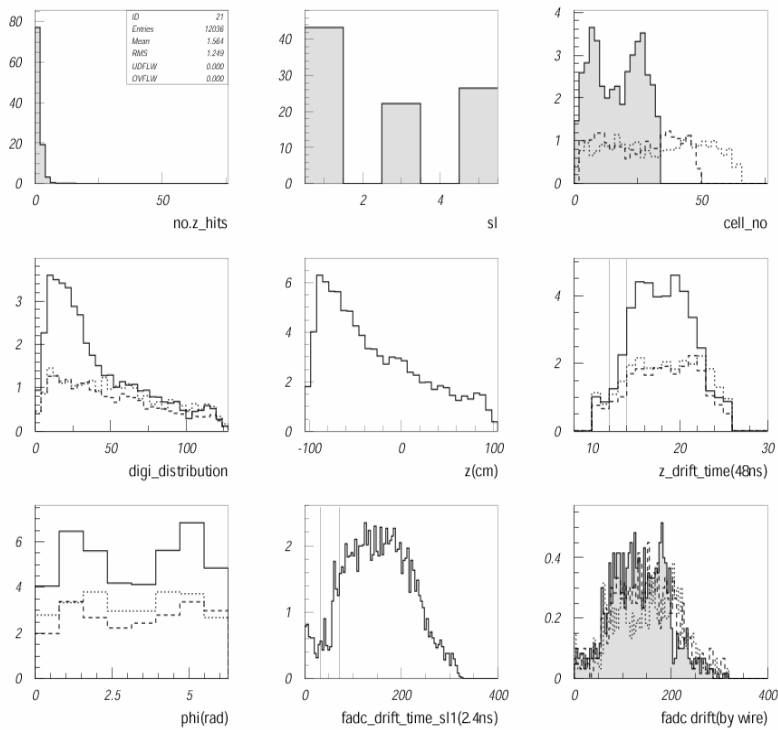 ID 21
Entries 12036
Mean 1.564
RMS 1.249
UDFLW 0.000
OVFLW 0.000
80
60
40
20
0
0 50
no.z_hits
40
30
20
10
0
2 4
sl
4
3
2
1
0
0 50
cell_no
3
2
1
0
0 50 100
digi_distribution
6
4
2
0
-100 0 100
z(cm)
4
2
0
10 20 30
z_drift_time(48ns)
6
4
2
0
0 2.5 5
phi(rad)
2
1
0
0 200 400
fadc_drift_time_sl1(2.4ns)
0.4
0.2
0
0 200 400
fadc drift(by wire)